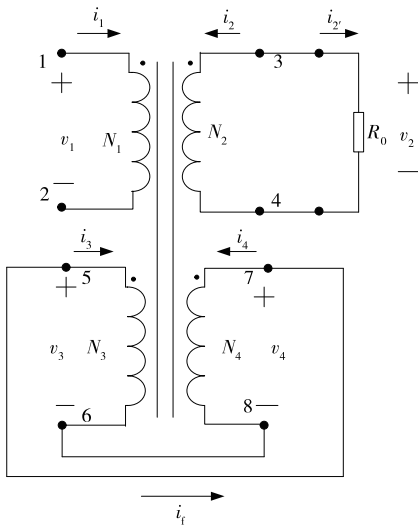 i₁ i₂ i₂′
1 3
+ +
v₁ N₁ N₂ R₀ v₂
2 — 4 —
i₃ i₄
5 7
+ +
v₃ N₃ N₄ v₄
— 6 8 —
i_f